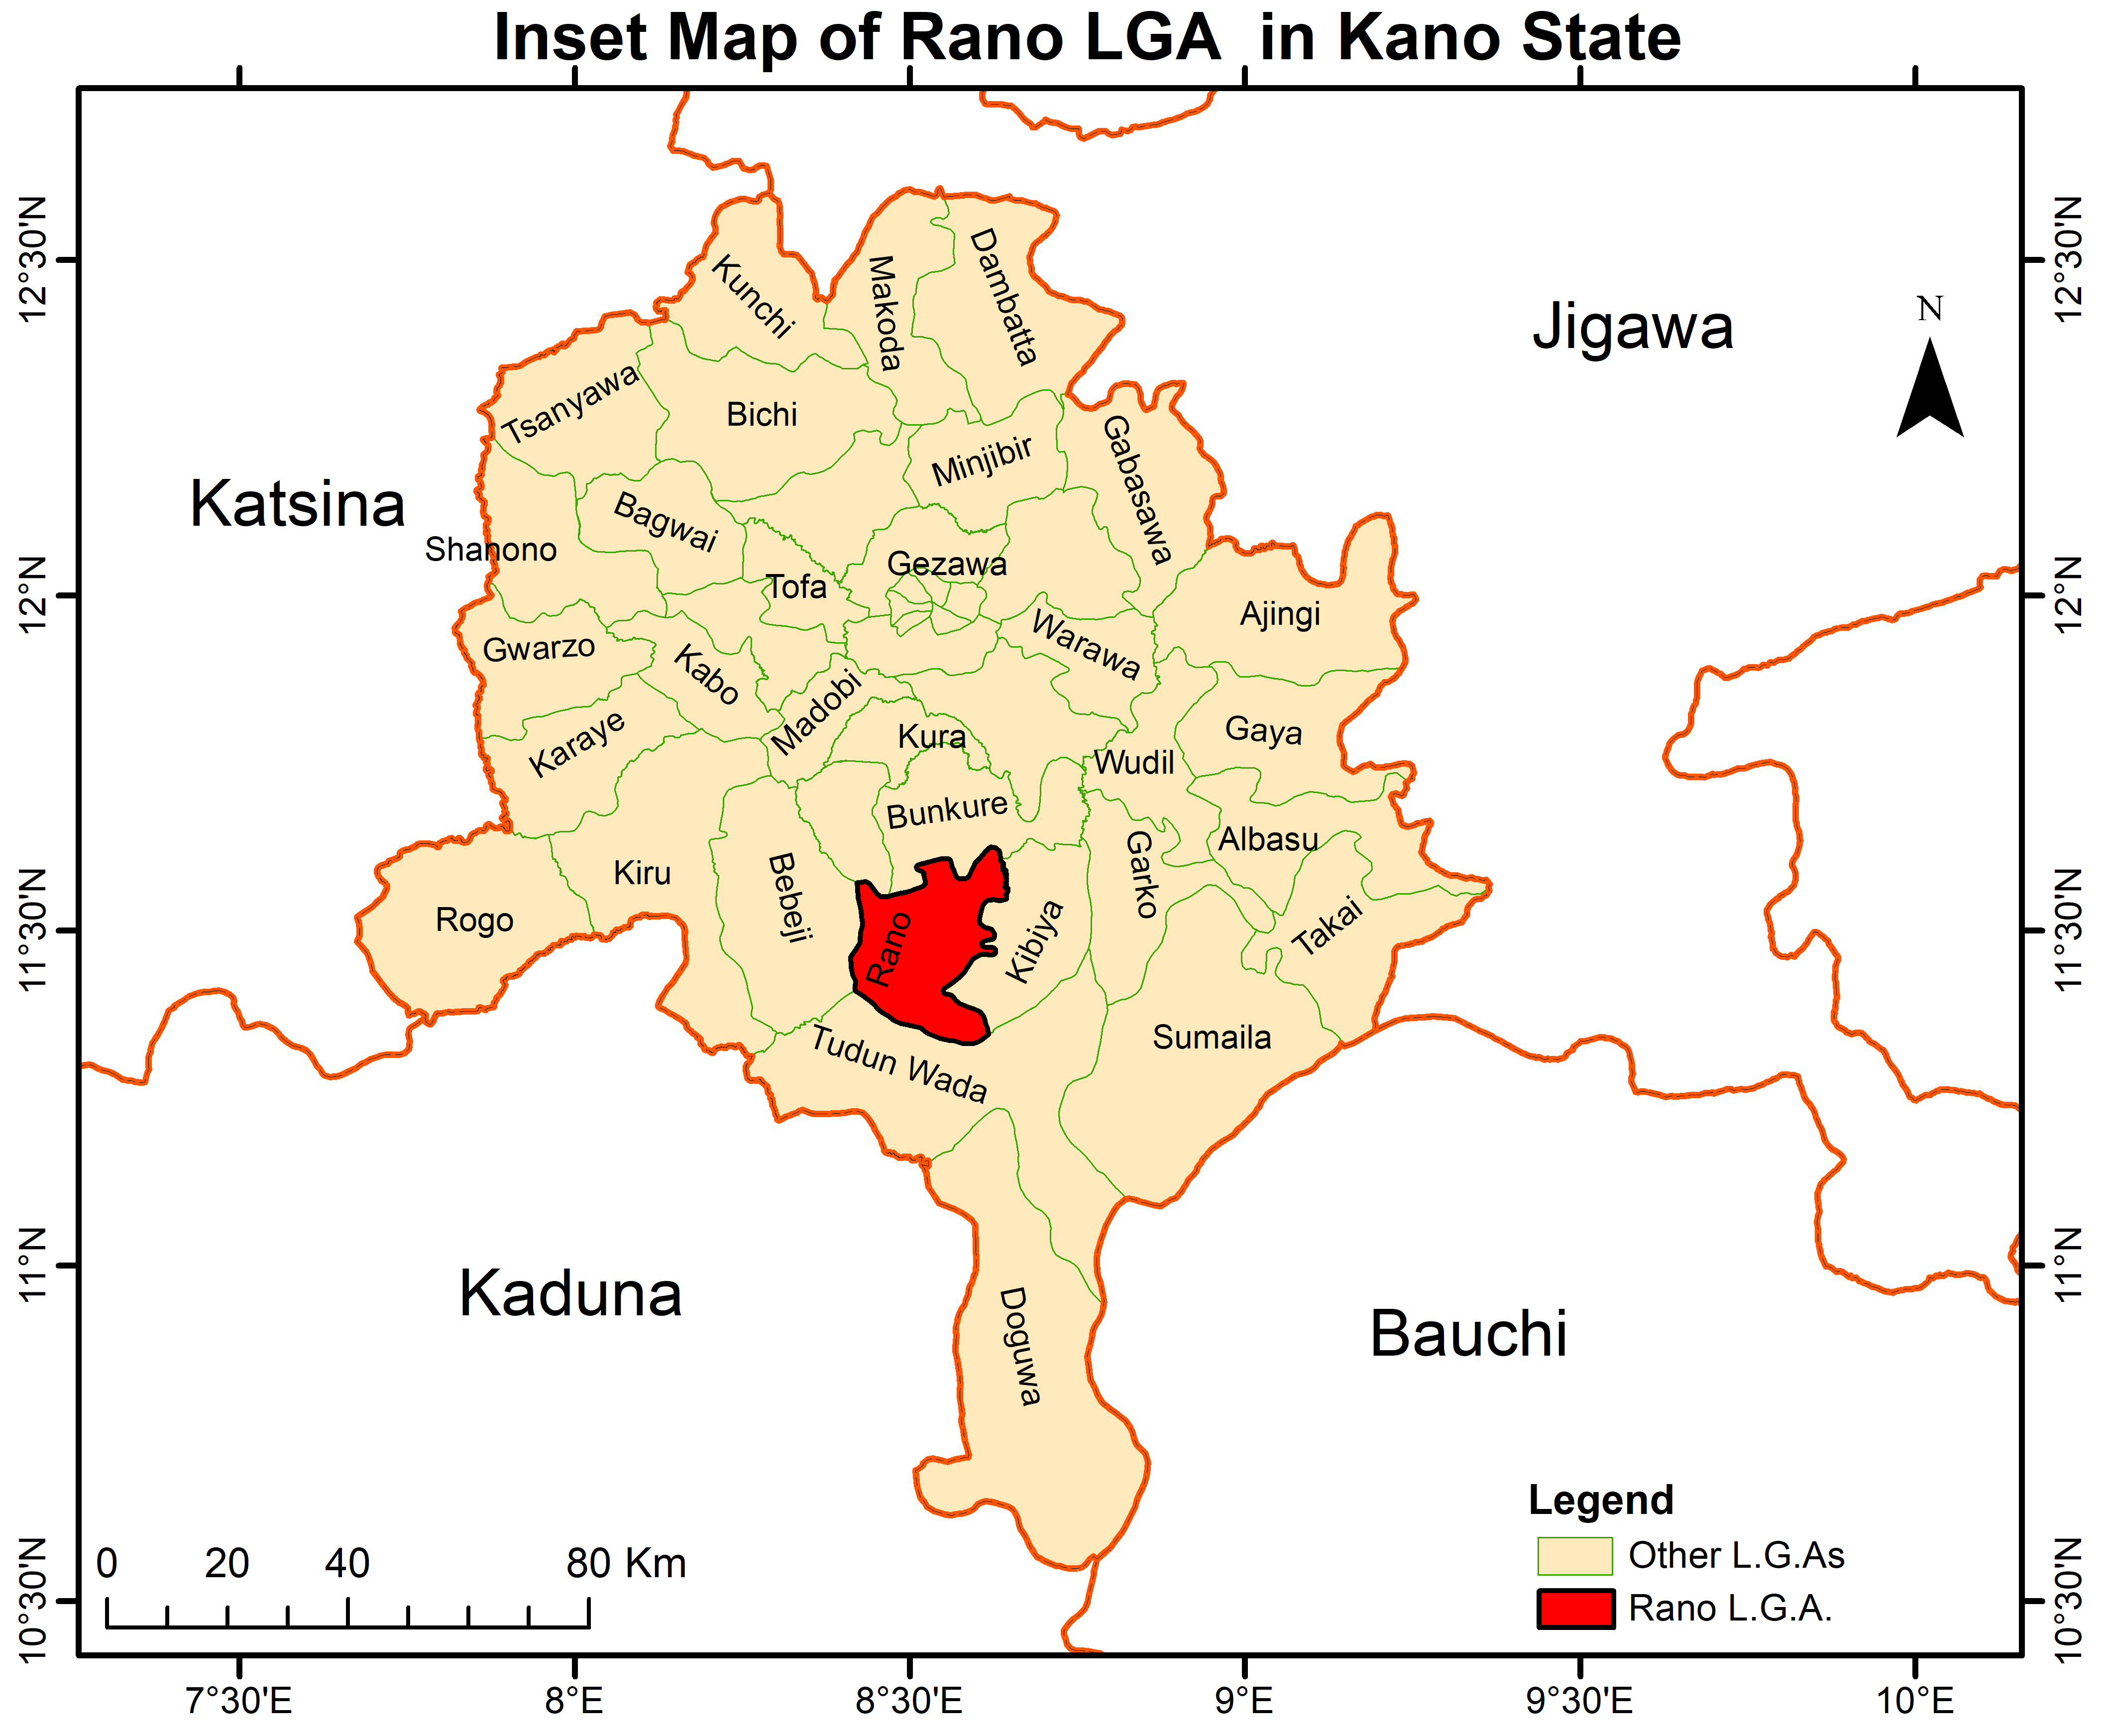 Inset Map of Rano LGA in Kano State
7°30'E
8°E
8°30'E
9°E
9°30'E
10°E
12°30'N
12°N
11°30'N
11°N
10°30'N
12°30'N
12°N
11°30'N
11°N
10°30'N
N
Jigawa
Katsina
Kaduna
Bauchi
Kunchi
Makoda
Dambatta
Tsanyawa
Bichi
Minjibir
Gabasawa
Bagwai
Shanono
Gezawa
Tofa
Ajingi
Warawa
Gwarzo
Kabo
Madobi
Karaye
Kura
Gaya
Wudil
Bunkure
Albasu
Garko
Kiru
Bebeji
Rogo
Rano
Kibiya
Takai
Tudun Wada
Sumaila
Doguwa
0 20 40 80 Km
Legend
Other L.G.As
Rano L.G.A.